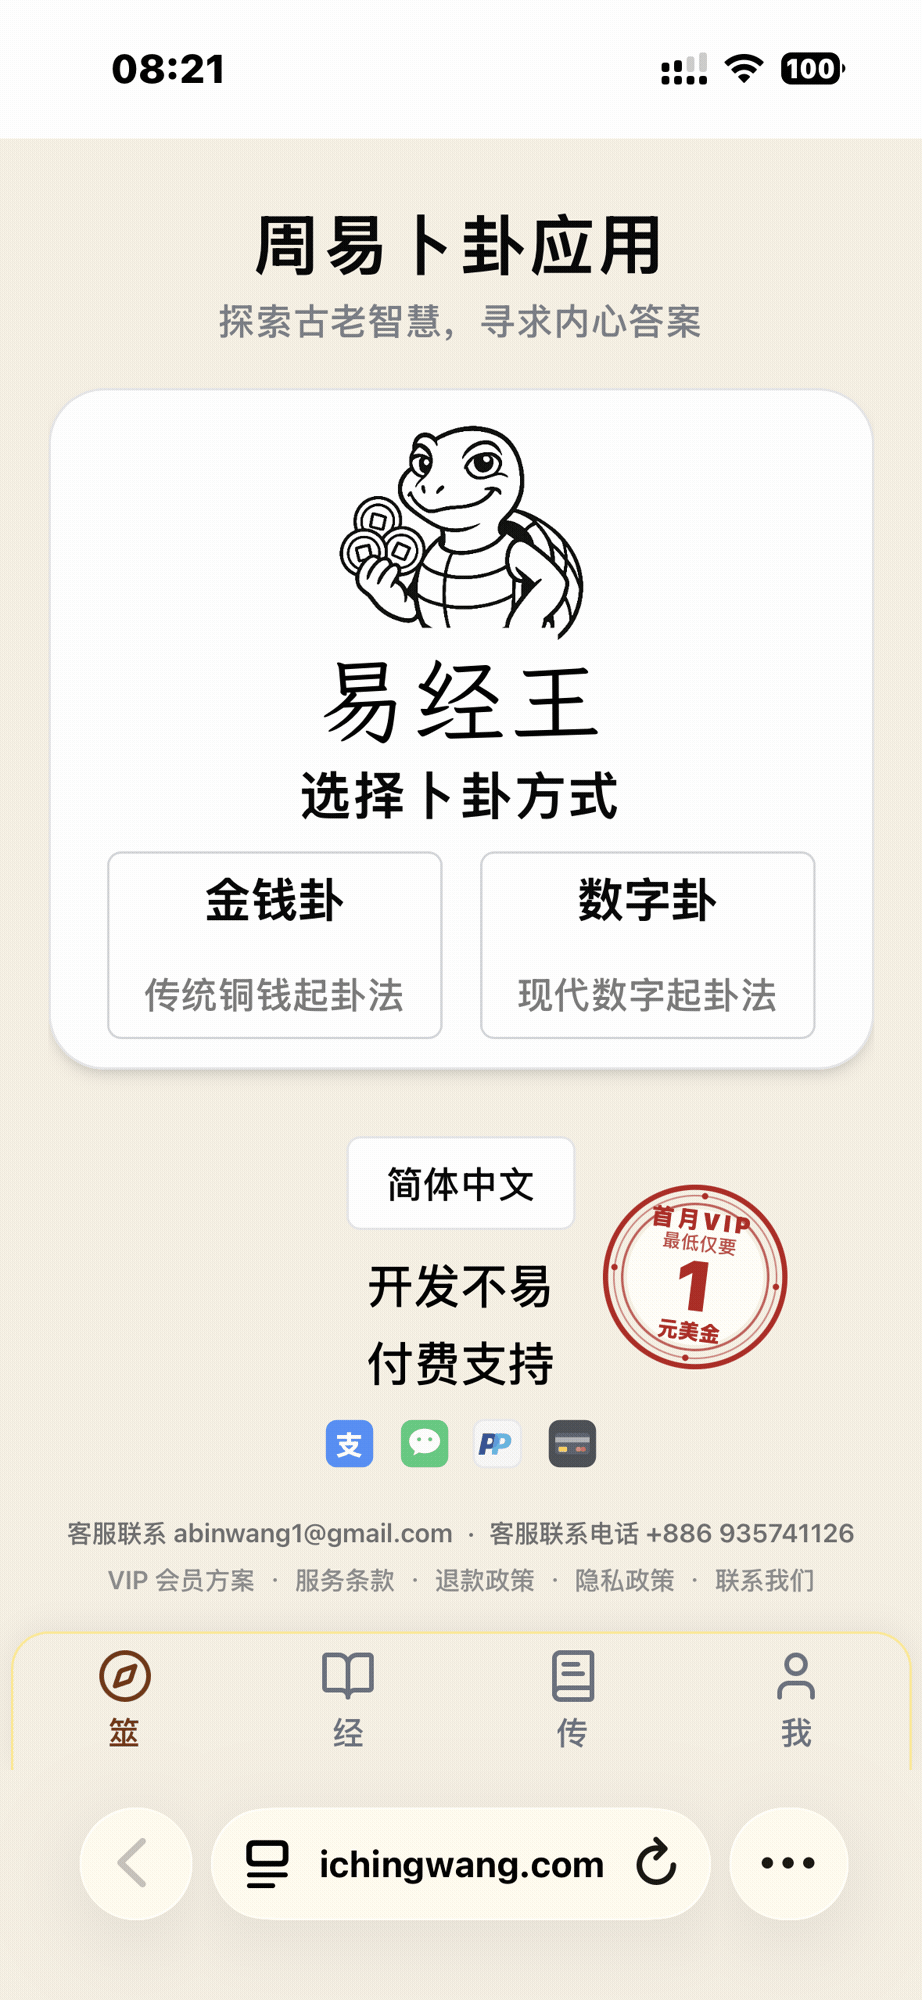 08:21
100
周易卜卦应用
探索古老智慧，寻求内心答案
易经王
选择卜卦方式
金钱卦
数字卦
传统铜钱起卦法
现代数字起卦法
简体中文
首月VIP
最低仅要
1
元美金
开发不易
付费支持
支
PP
客服联系 abinwang1@gmail.com · 客服联系电话 +886 935741126
VIP 会员方案 · 服务条款 · 退款政策 · 隐私政策 · 联系我们
筮
经
传
我
ichingwang.com